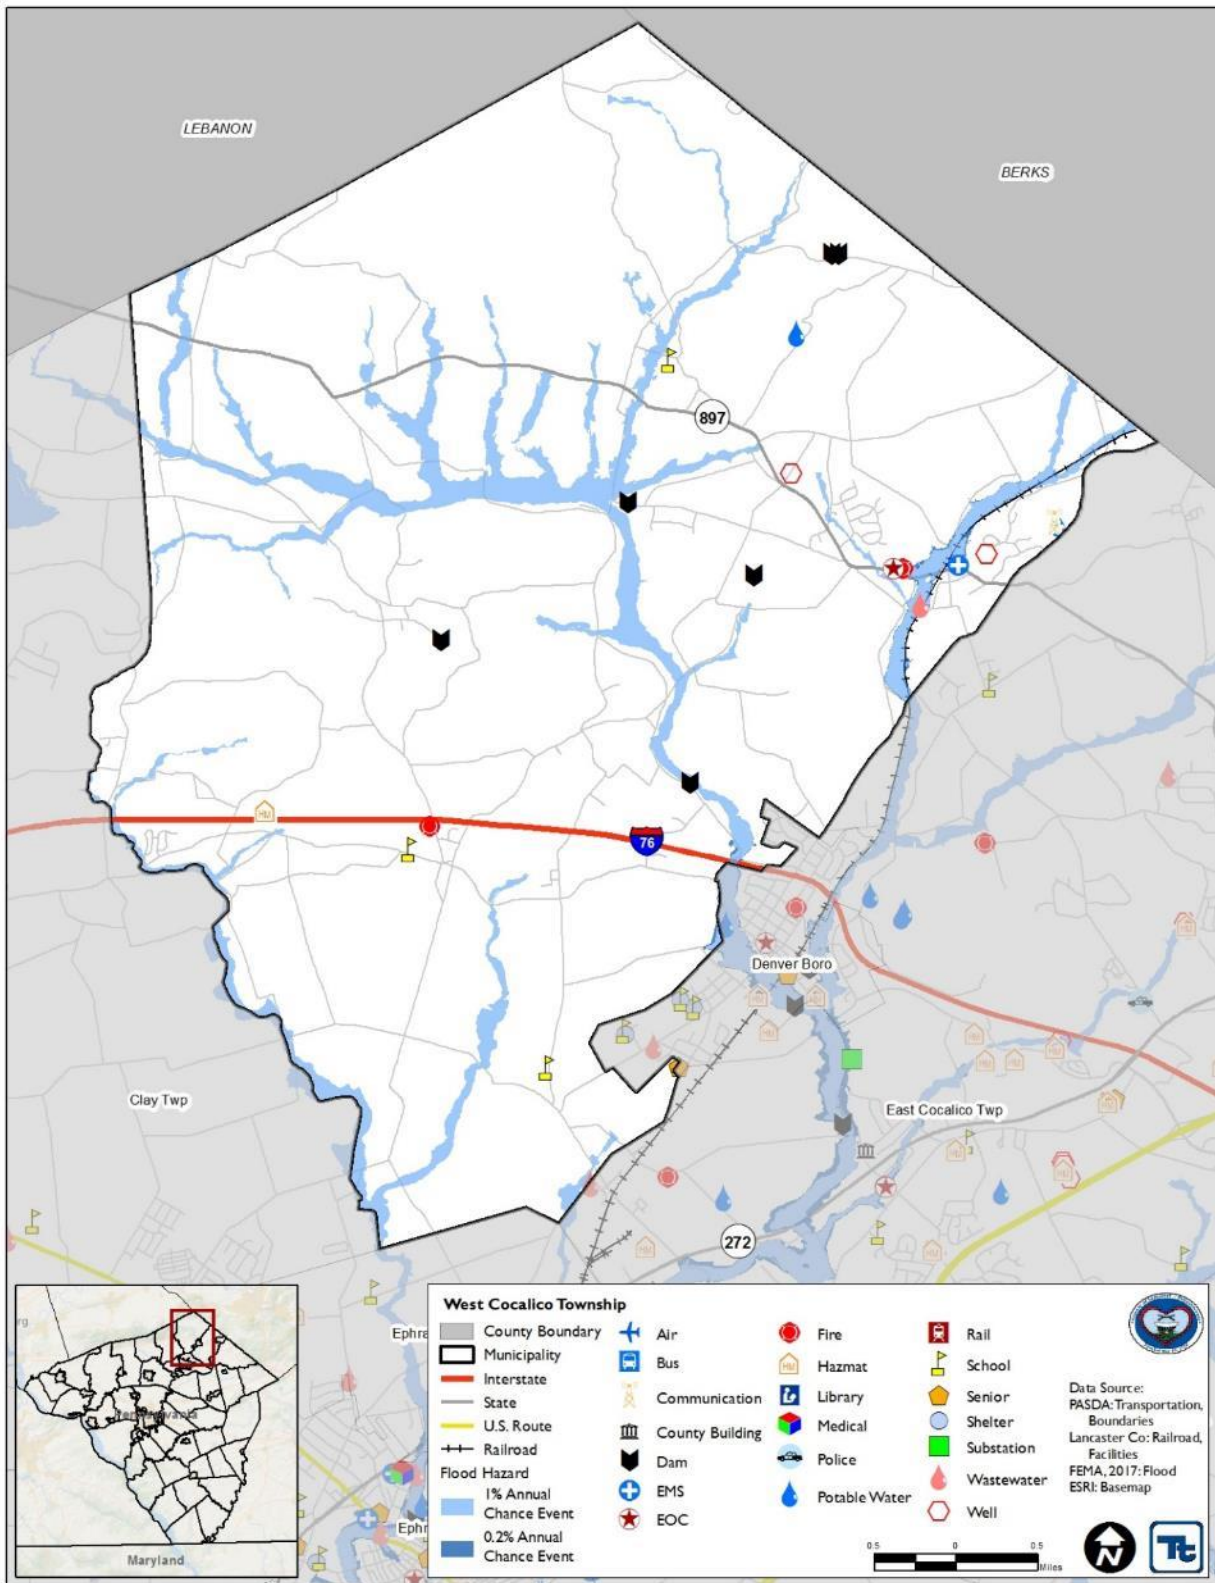 LEBANON
BERKS
897
76
Denver Boro
Clay Twp
East Cocalico Twp
272
Ephra
Ephr
rg
Pennsylvania
Maryland
West Cocalico Township
County Boundary
Municipality
Interstate
State
U.S. Route
Railroad
Flood Hazard
1% Annual
Chance Event
0.2% Annual
Chance Event
Air
Bus
Communication
County Building
Dam
EMS
EOC
Fire
HM
Hazmat
Library
Medical
Police
Potable Water
Rail
School
Senior
Shelter
Substation
Wastewater
Well
Data Source:
PASDA: Transportation,
Boundaries
Lancaster Co: Railroad,
Facilities
FEMA, 2017: Flood
ESRI: Basemap
0.5 0 0.5
Miles
N
Tt